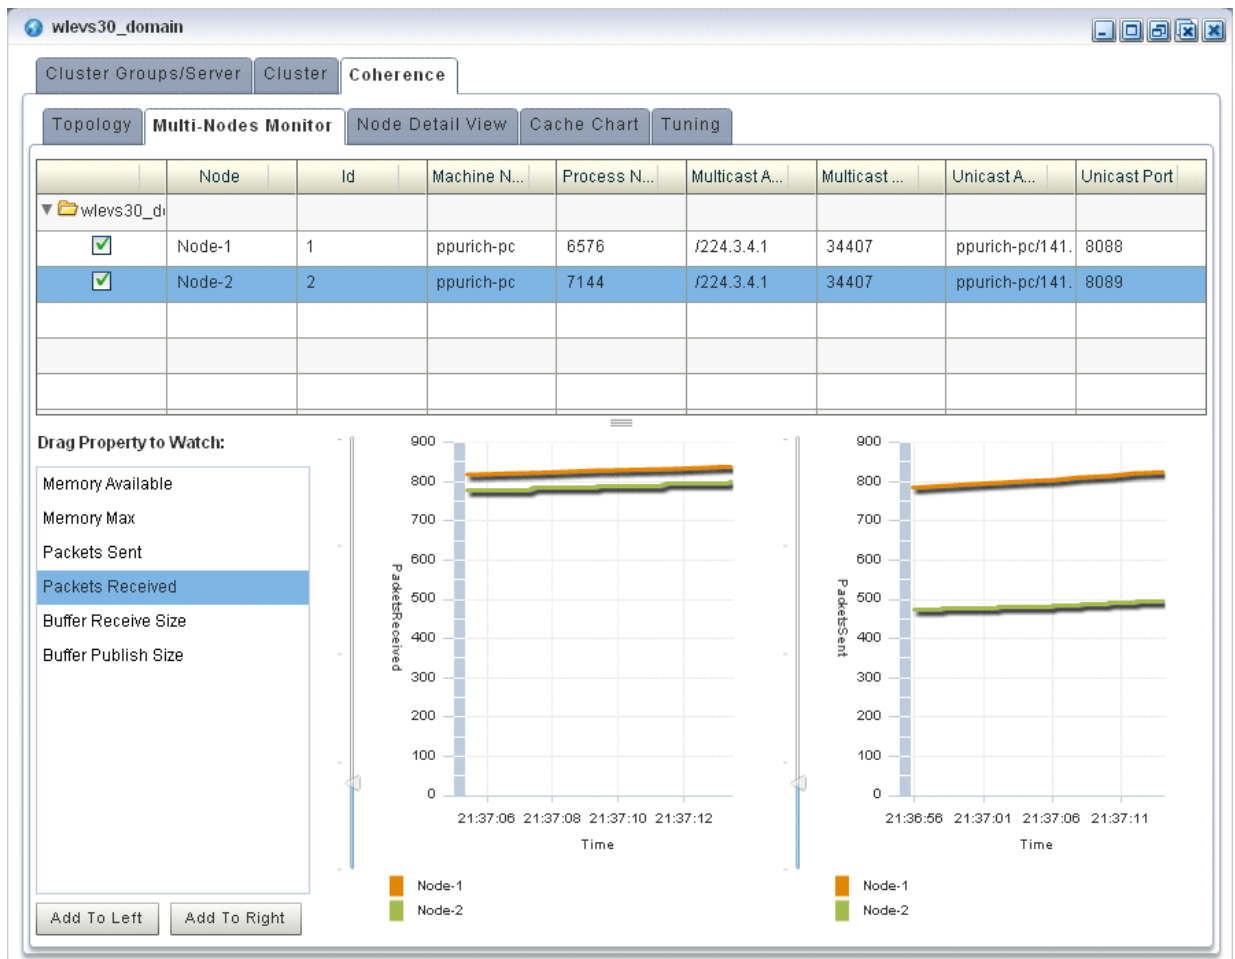 wlevs30_domain
Cluster Groups/Server Cluster Coherence
Topology Multi-Nodes Monitor Node Detail View Cache Chart Tuning
Node Id Machine N... Process N... Multicast A... Multicast ... Unicast A... Unicast Port
wlevs30_d
Node-1 1 ppurich-pc 6576 /224.3.4.1 34407 ppurich-pc/141. 8088
Node-2 2 ppurich-pc 7144 /224.3.4.1 34407 ppurich-pc/141. 8089
Drag Property to Watch:
Memory Available
Memory Max
Packets Sent
Packets Received
Buffer Receive Size
Buffer Publish Size
Add To Left Add To Right
900
800
700
600
500
400
300
200
100
0
PacketsReceived
21:37:06 21:37:08 21:37:10 21:37:12
Time
Node-1
Node-2
900
800
700
600
500
400
300
200
100
0
PacketsSent
21:36:56 21:37:01 21:37:06 21:37:11
Time
Node-1
Node-2